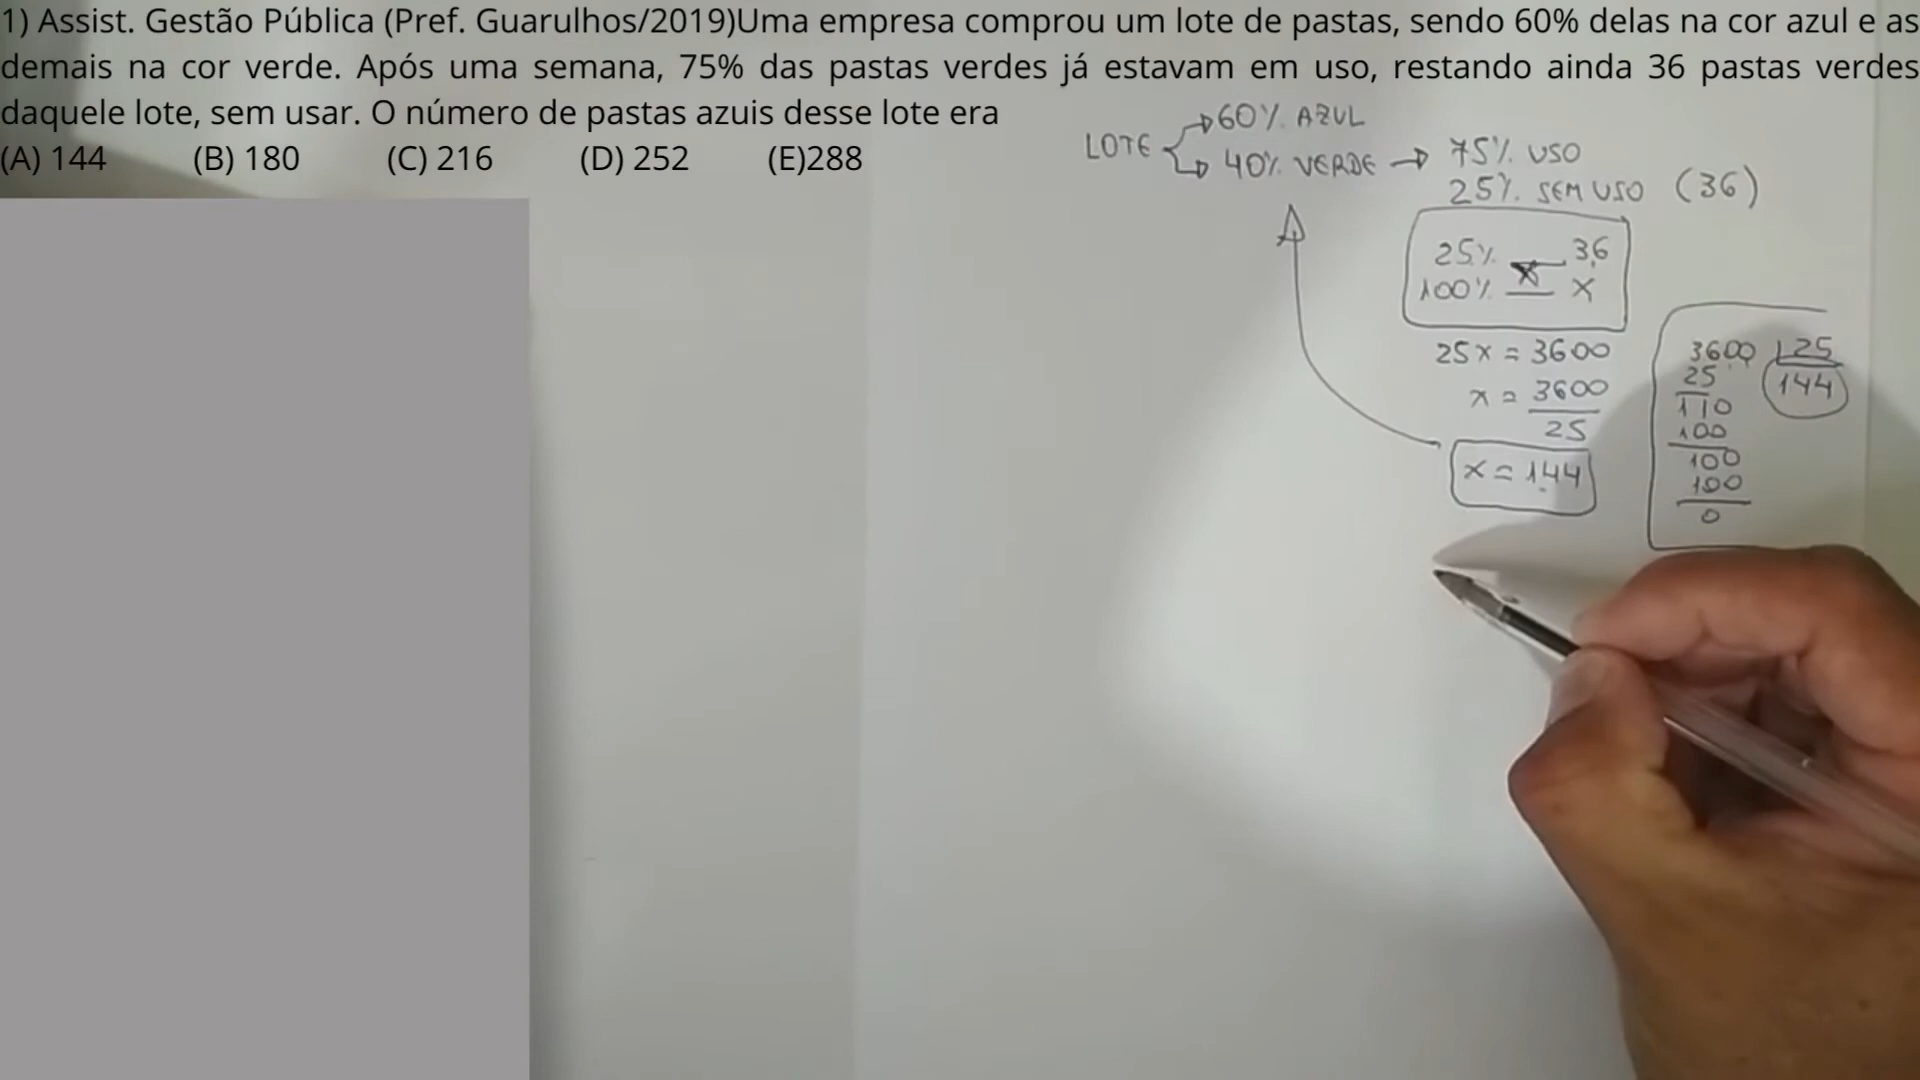 1) Assist. Gestão Pública (Pref. Guarulhos/2019)Uma empresa comprou um lote de pastas, sendo 60% delas na cor azul e as
demais na cor verde. Após uma semana, 75% das pastas verdes já estavam em uso, restando ainda 36 pastas verdes
daquele lote, sem usar. O número de pastas azuis desse lote era
(A) 144 (B) 180 (C) 216 (D) 252 (E)288
LOTE
60% AZUL
40% VERDE
75% USO
25% SEM USO (36)
25% 36
100% X
25x = 3600
x = 3600
25
x = 144
3600 25
25 144
110
100
100
100
0